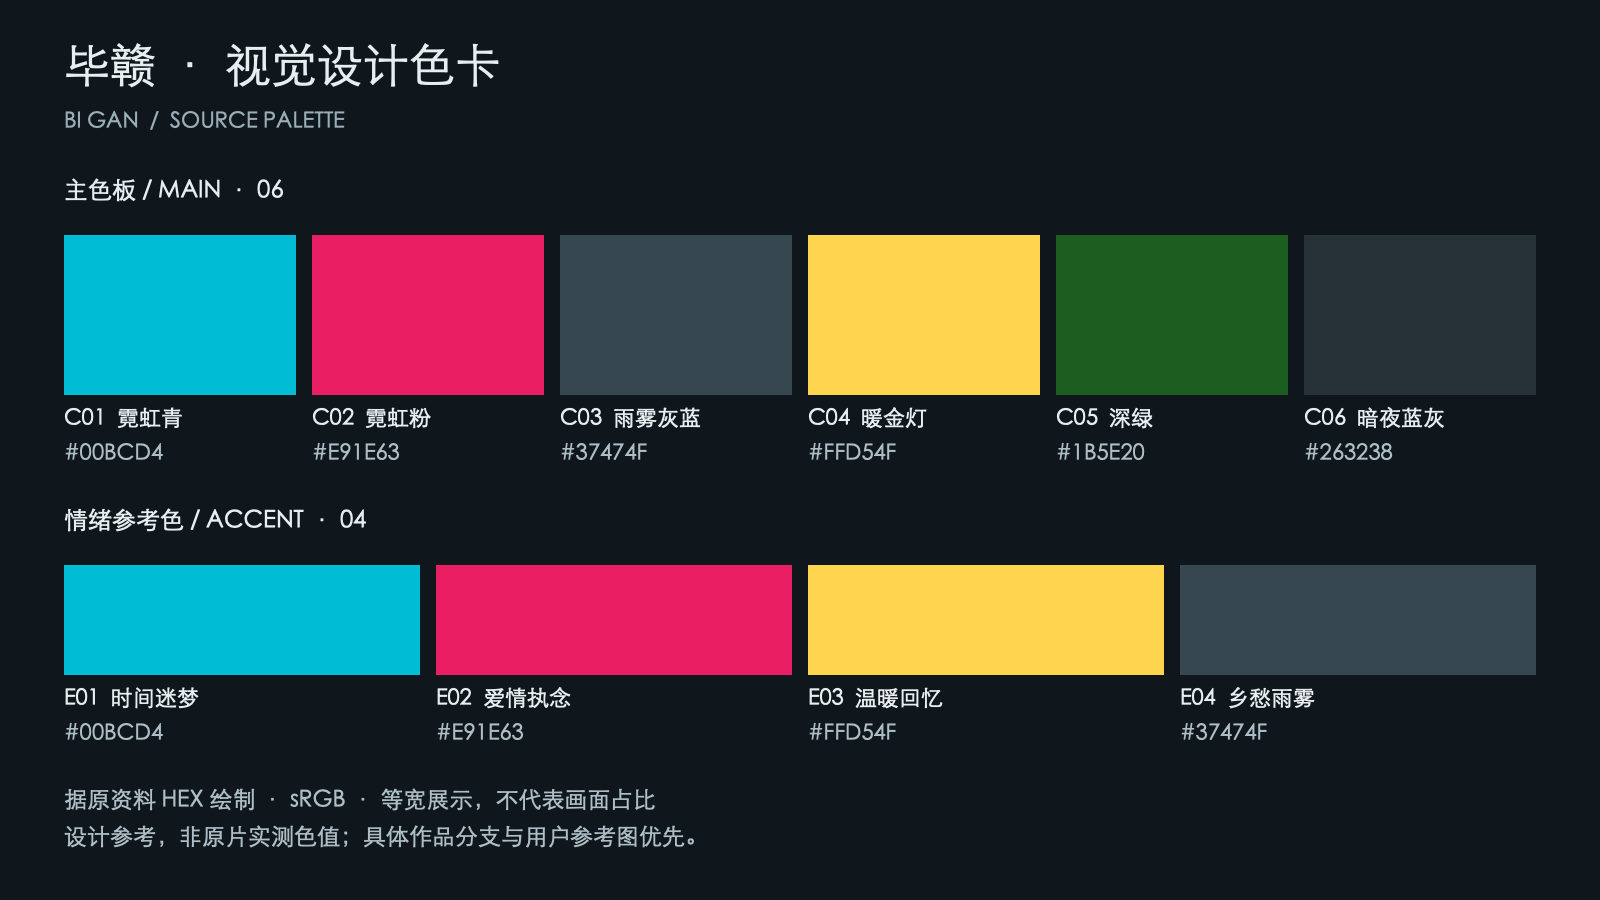 毕赣 · 视觉设计色卡
BI GAN / SOURCE PALETTE
主色板 / MAIN · 06
C01 霓虹青
#00BCD4
C02 霓虹粉
#E91E63
C03 雨雾灰蓝
#37474F
C04 暖金灯
#FFD54F
C05 深绿
#1B5E20
C06 暗夜蓝灰
#263238
情绪参考色 / ACCENT · 04
E01 时间迷梦
#00BCD4
E02 爱情执念
#E91E63
E03 温暖回忆
#FFD54F
E04 乡愁雨雾
#37474F
据原资料 HEX 绘制 · sRGB · 等宽展示，不代表画面占比
设计参考，非原片实测色值；具体作品分支与用户参考图优先。